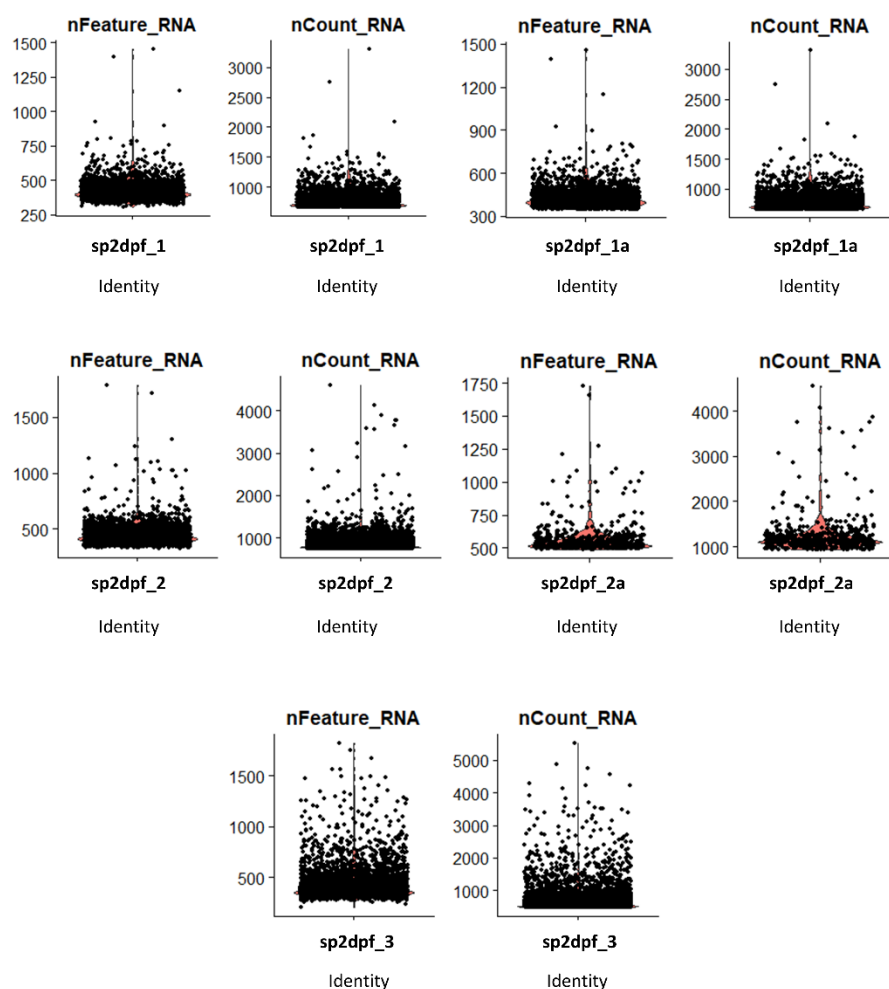 nFeature_RNA
1500
1250
1000
750
500
250
sp2dpf_1
Identity
nCount_RNA
3000
2500
2000
1500
1000
sp2dpf_1
Identity
nFeature_RNA
1500
1200
900
600
300
sp2dpf_1a
Identity
nCount_RNA
3000
2500
2000
1500
1000
sp2dpf_1a
Identity
nFeature_RNA
1500
1000
500
sp2dpf_2
Identity
nCount_RNA
4000
3000
2000
1000
sp2dpf_2
Identity
nFeature_RNA
1750
1500
1250
1000
750
500
sp2dpf_2a
Identity
nCount_RNA
4000
3000
2000
1000
sp2dpf_2a
Identity
nFeature_RNA
1500
1000
500
sp2dpf_3
Identity
nCount_RNA
5000
4000
3000
2000
1000
sp2dpf_3
Identity